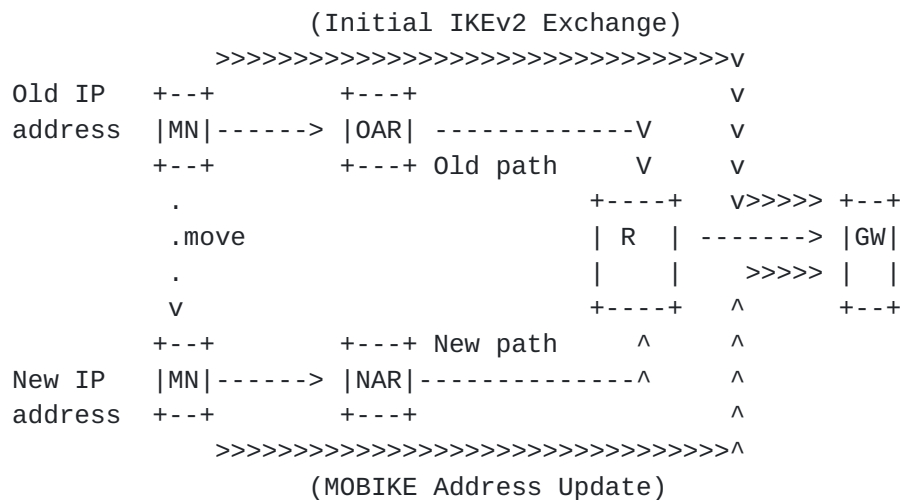 (Initial IKEv2 Exchange)
>>>>>>>>>>>>>>>>>>>>>>>>>>>>>>>>>v
Old IP +--+ +---+ v
address |MN|------> |OAR| -------------V v
+--+ +---+ Old path V v
. +----+ v>>>>> +--+
.move | R | -------> |GW|
. | | >>>>> | |
v +----+ ^ +--+
+--+ +---+ New path ^ ^
New IP |MN|------> |NAR|--------------^ ^
address +--+ +---+ ^
>>>>>>>>>>>>>>>>>>>>>>>>>>>>>>>>>^
(MOBIKE Address Update)